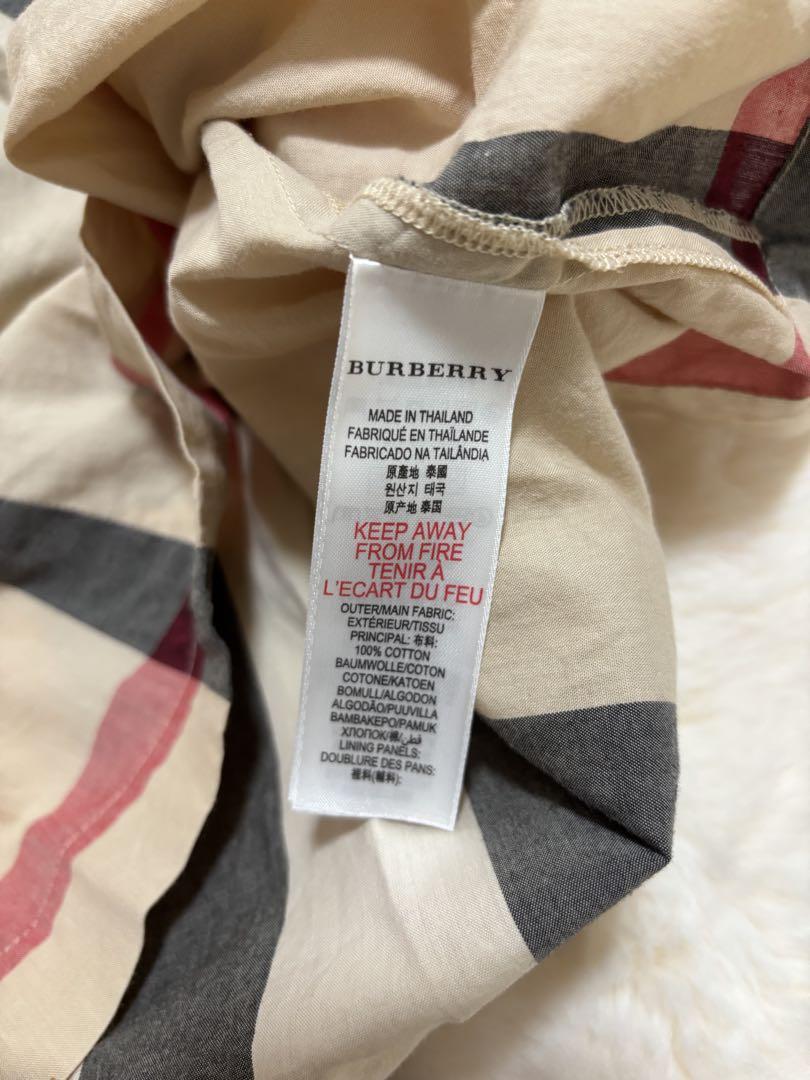 BURBERRY
MADE IN THAILAND
FABRIQUÉ EN THAÏLANDE
FABRICADO NA TAILÂNDIA
原產地 泰國
원산지 태국
原产地 泰国
KEEP AWAY
FROM FIRE
TENIR À
L'ECART DU FEU
OUTER/MAIN FABRIC:
EXTÉRIEUR/TISSU
PRINCIPAL: 布料:
100% COTTON
BAUMWOLLE/COTON
COTONE/KATOEN
BOMULL/ALGODON
ALGODÃO/PUUVILLA
BAMBAKEPO/PAMUK
ХЛОПОК/棉/قطن
LINING PANELS:
DOUBLURE DES PANS:
裡料(輔料):